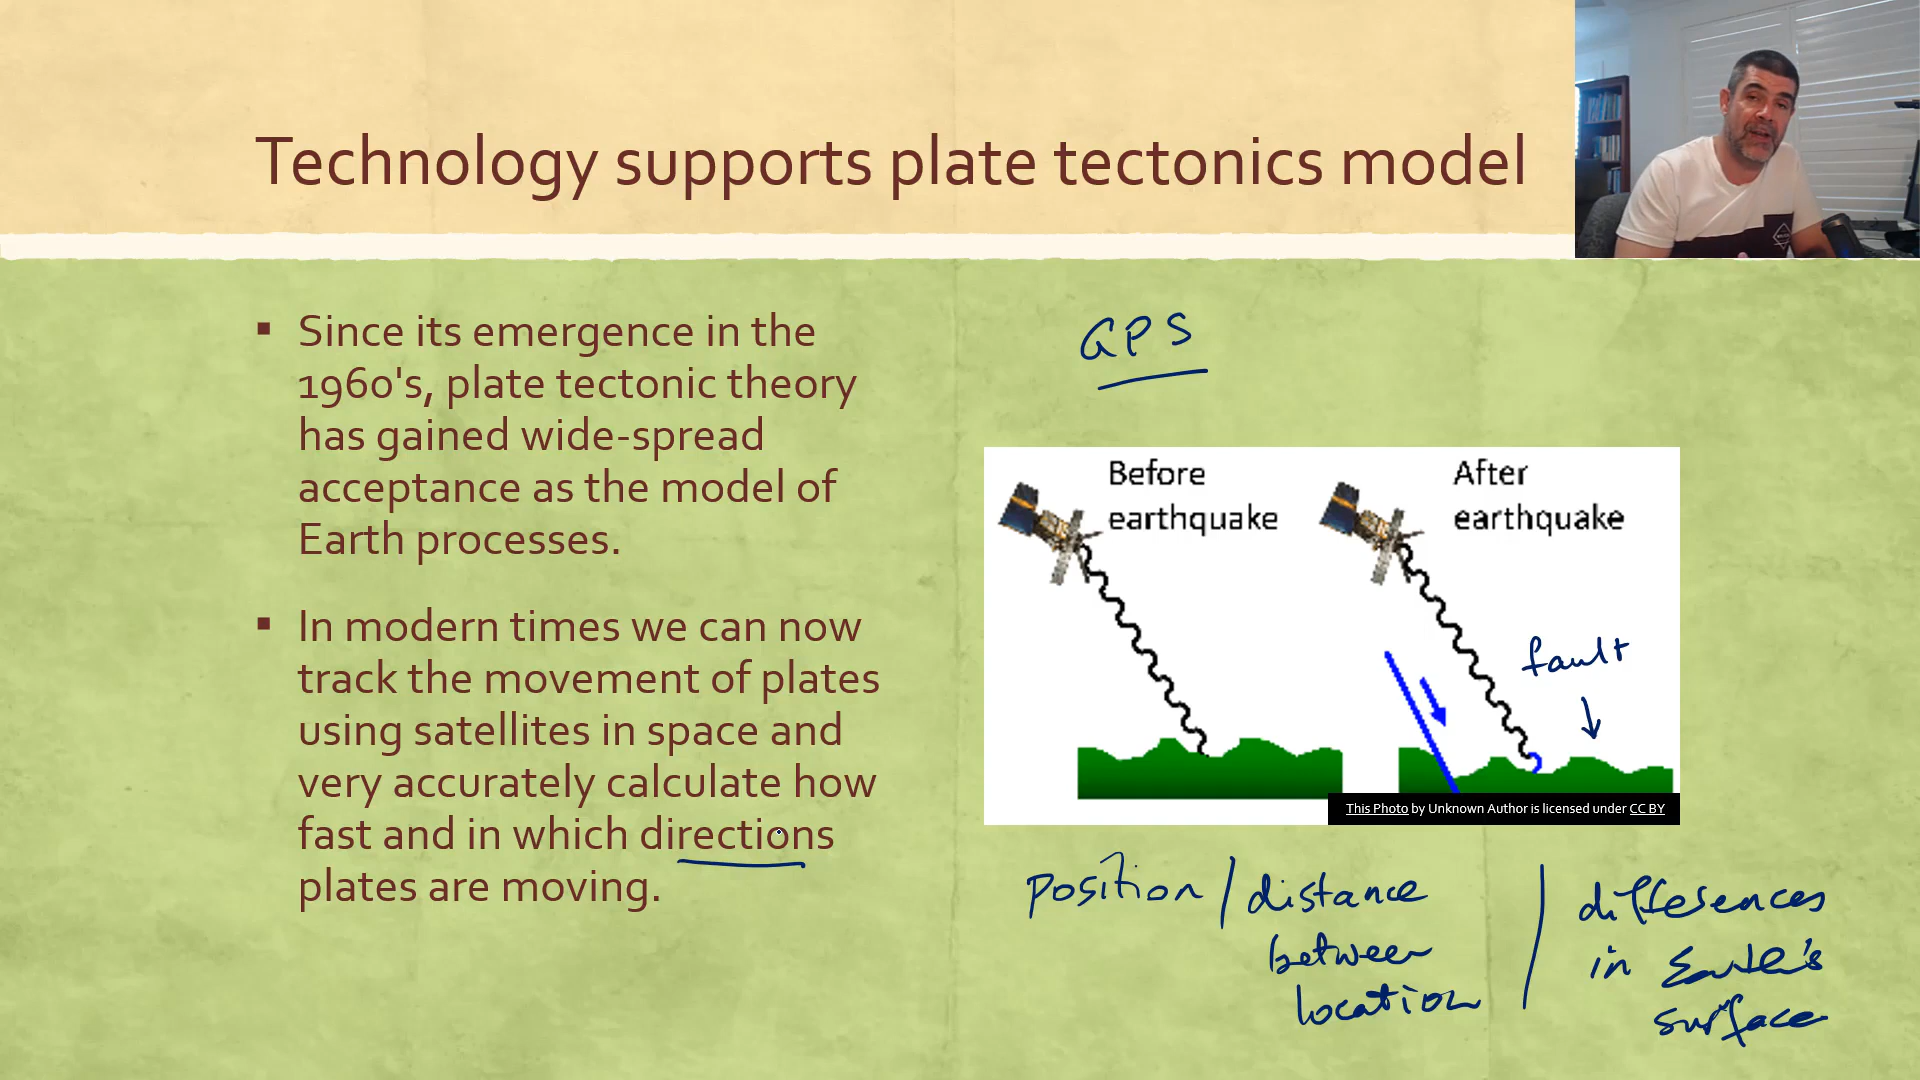 Technology supports plate tectonics model
▪ Since its emergence in the
1960's, plate tectonic theory
has gained wide-spread
acceptance as the model of
Earth processes.
▪ In modern times we can now
track the movement of plates
using satellites in space and
very accurately calculate how
fast and in which directions
plates are moving.
GPS
Before
earthquake
After
earthquake
fault
This Photo by Unknown Author is licensed under CC BY
position / distance
between
location
differences
in Earth's
surface